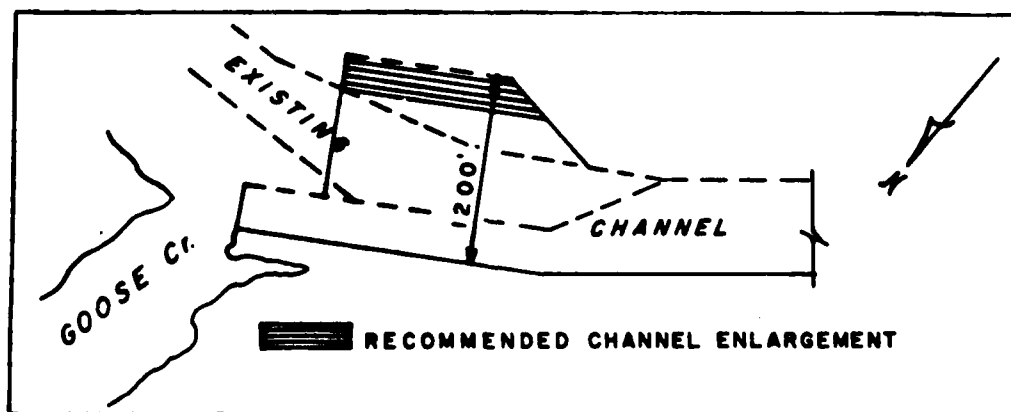 EXISTING
1200'
CHANNEL
N
GOOSE Cr.
RECOMMENDED CHANNEL ENLARGEMENT